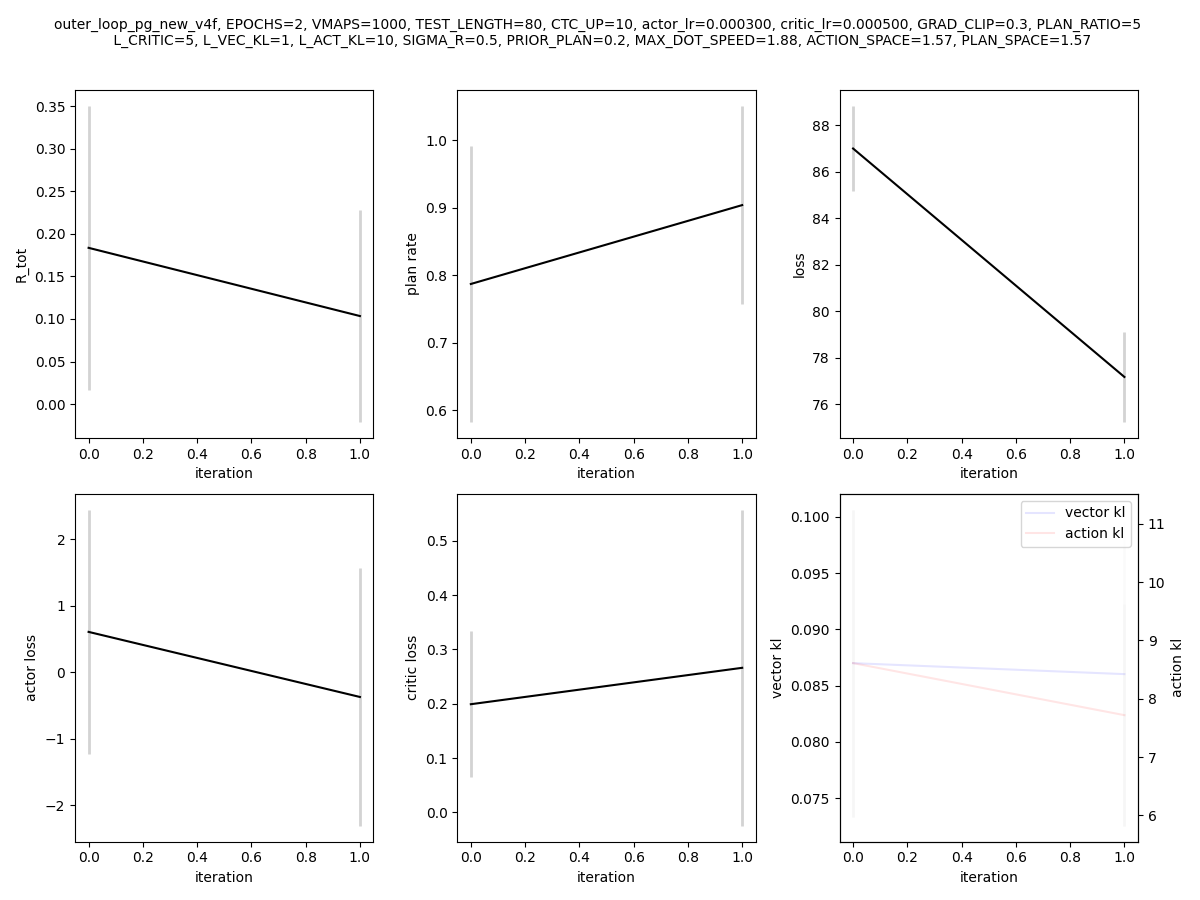 outer_loop_pg_new_v4f, EPOCHS=2, VMAPS=1000, TEST_LENGTH=80, CTC_UP=10, actor_lr=0.000300, critic_lr=0.000500, GRAD_CLIP=0.3, PLAN_RATIO=5
L_CRITIC=5, L_VEC_KL=1, L_ACT_KL=10, SIGMA_R=0.5, PRIOR_PLAN=0.2, MAX_DOT_SPEED=1.88, ACTION_SPACE=1.57, PLAN_SPACE=1.57
R_tot
0.35
0.30
0.25
0.20
0.15
0.10
0.05
0.00
0.0 0.2 0.4 0.6 0.8 1.0
iteration
plan rate
1.0
0.9
0.8
0.7
0.6
0.0 0.2 0.4 0.6 0.8 1.0
iteration
loss
88
86
84
82
80
78
76
0.0 0.2 0.4 0.6 0.8 1.0
iteration
actor loss
2
1
0
−1
−2
0.0 0.2 0.4 0.6 0.8 1.0
iteration
critic loss
0.5
0.4
0.3
0.2
0.1
0.0
0.0 0.2 0.4 0.6 0.8 1.0
iteration
vector kl
0.100
0.095
0.090
0.085
0.080
0.075
0.0 0.2 0.4 0.6 0.8 1.0
iteration
vector kl
action kl
11
10
9
8
7
6
action kl